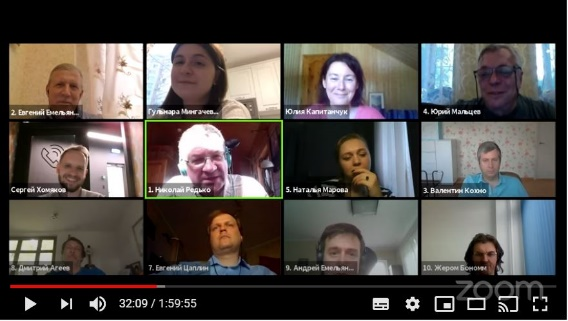 2. Евгений Емельян...
Гульнара Мингачев...
Юлия Капитанчук
4. Юрий Мальцев
Сергей Хомяков
1. Николай Редько
5. Наталья Марова
3. Валентин Кохно
8. Дмитрий Агеев
7. Евгений Цаплин
9. Андрей Емельян...
10. Жером Бономм
zoom
32:09 / 1:59:55